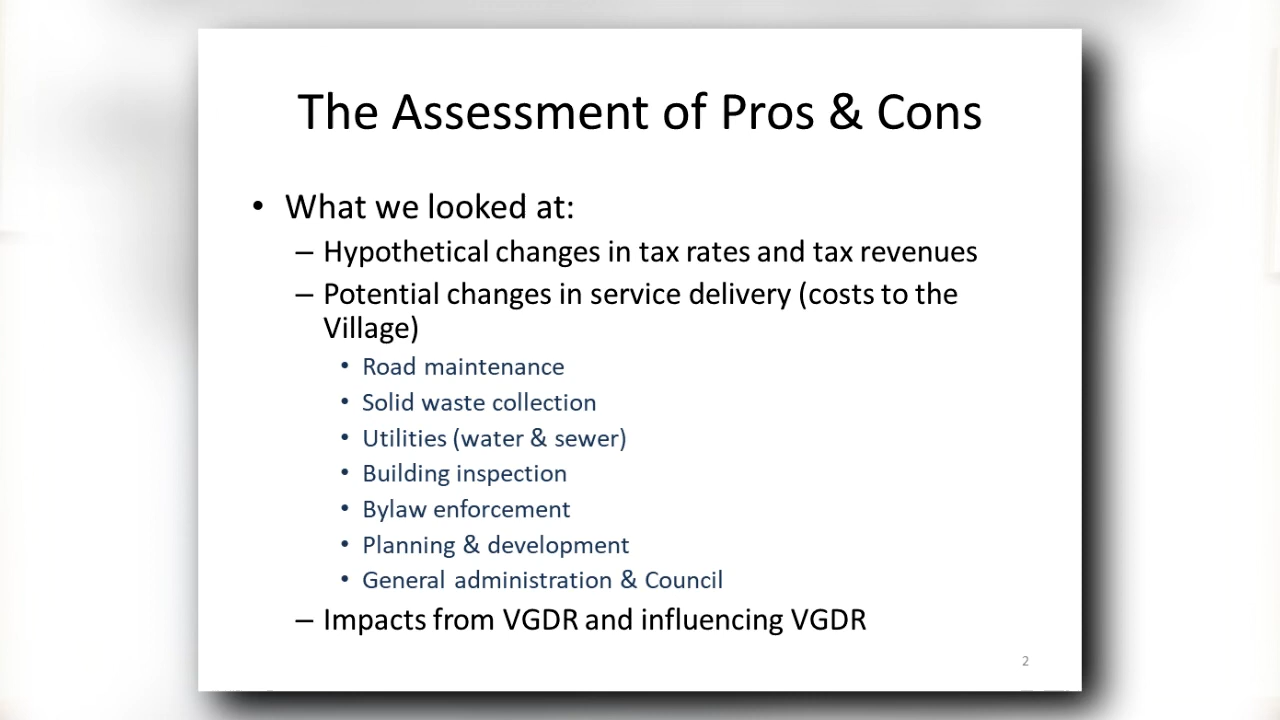 The Assessment of Pros & Cons
• What we looked at:
– Hypothetical changes in tax rates and tax revenues
– Potential changes in service delivery (costs to the
Village)
• Road maintenance
• Solid waste collection
• Utilities (water & sewer)
• Building inspection
• Bylaw enforcement
• Planning & development
• General administration & Council
– Impacts from VGDR and influencing VGDR
2